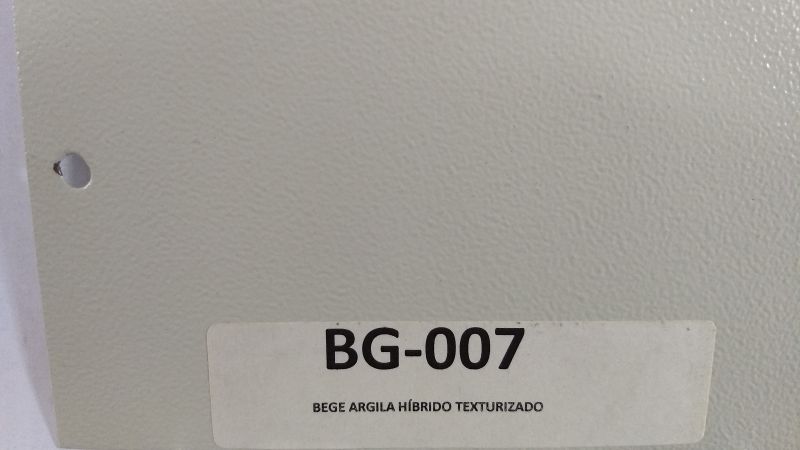 BG-007
BEGE ARGILA HÍBRIDO TEXTURIZADO